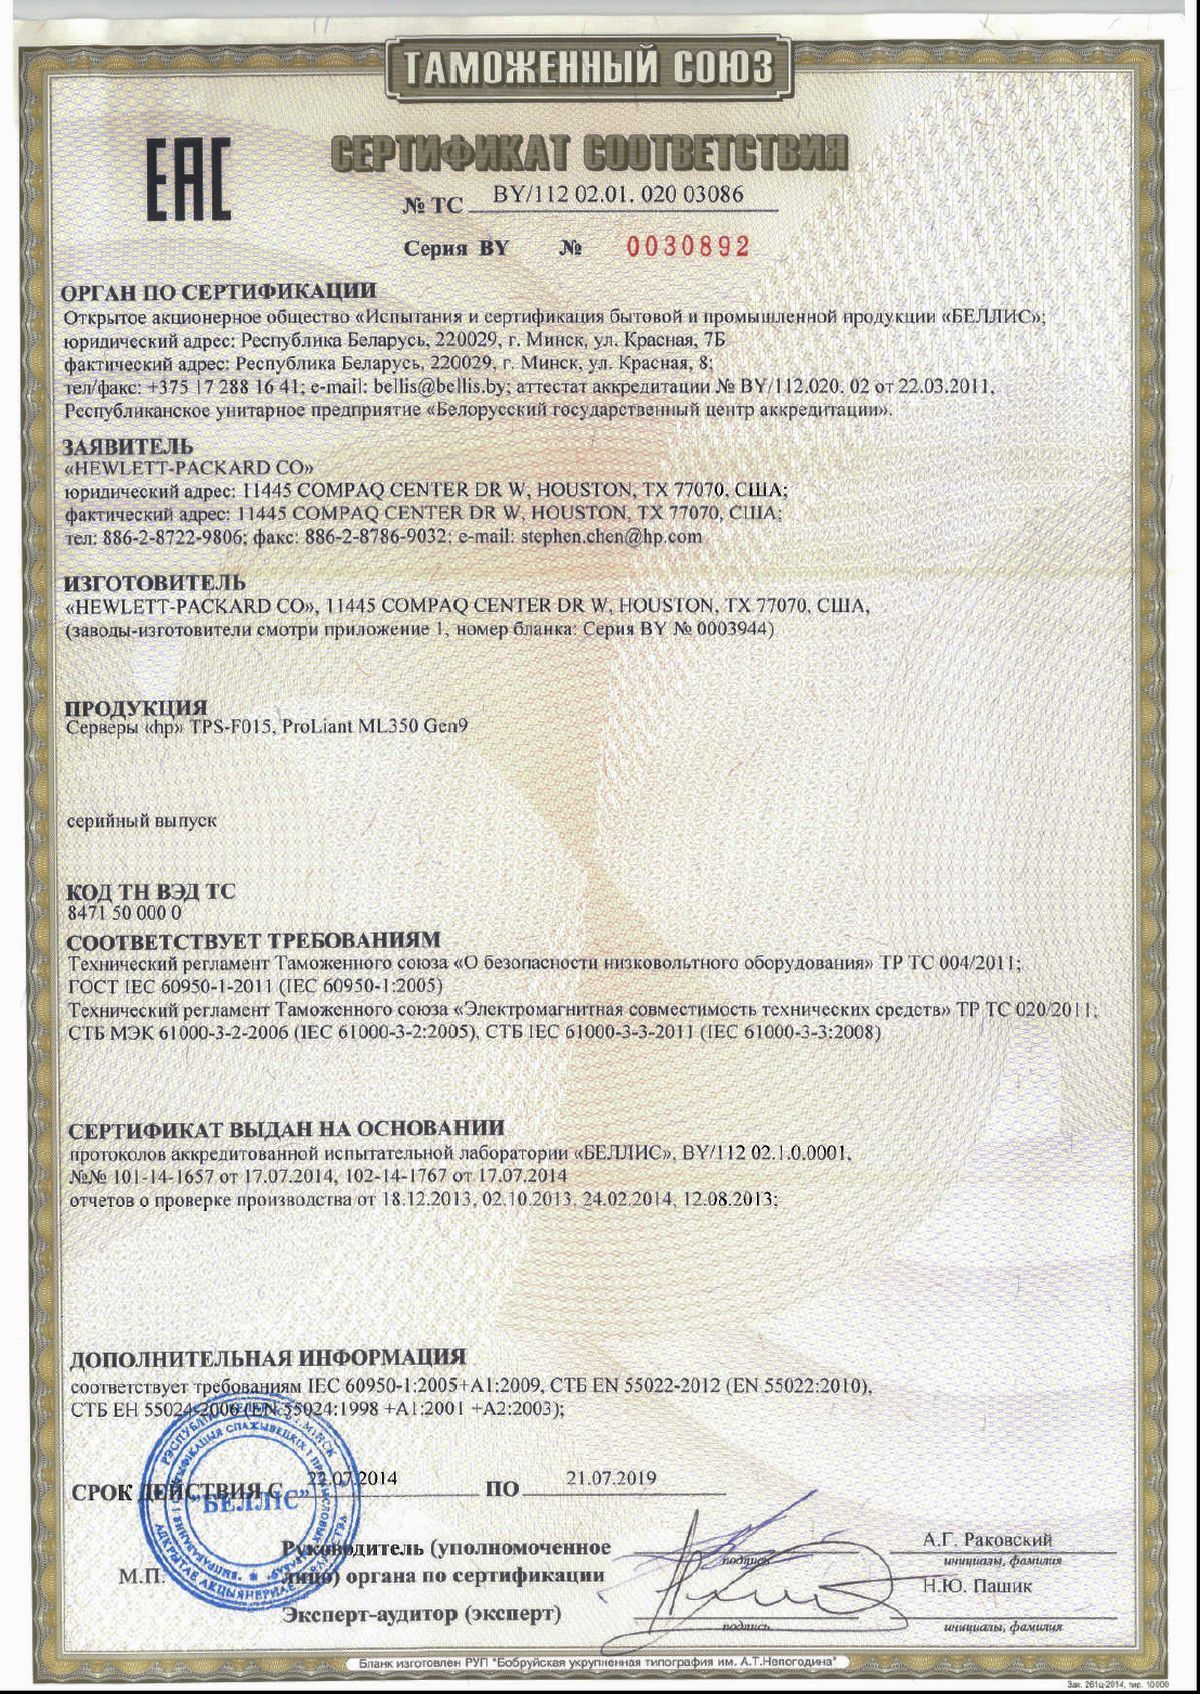 ТАМОЖЕННЫЙ СОЮЗ
ЕАС
СЕРТИФИКАТ СООТВЕТСТВИЯ
№ ТС BY/112 02.01. 020 03086
Серия BY № 0030892
ОРГАН ПО СЕРТИФИКАЦИИ
Открытое акционерное общество «Испытания и сертификация бытовой и промышленной продукции «БЕЛЛИС»;
юридический адрес: Республика Беларусь, 220029, г. Минск, ул. Красная, 7Б
фактический адрес: Республика Беларусь, 220029, г. Минск, ул. Красная, 8;
тел/факс: +375 17 288 16 41; e-mail: bellis@bellis.by; аттестат аккредитации № BY/112.020. 02 от 22.03.2011,
Республиканское унитарное предприятие «Белорусский государственный центр аккредитации».
ЗАЯВИТЕЛЬ
«HEWLETT-PACKARD CO»
юридический адрес: 11445 COMPAQ CENTER DR W, HOUSTON, TX 77070, США;
фактический адрес: 11445 COMPAQ CENTER DR W, HOUSTON, TX 77070, США;
тел: 886-2-8722-9806; факс: 886-2-8786-9032; e-mail: stephen.chen@hp.com
ИЗГОТОВИТЕЛЬ
«HEWLETT-PACKARD CO», 11445 COMPAQ CENTER DR W, HOUSTON, TX 77070, США,
(заводы-изготовители смотри приложение 1, номер бланка: Серия BY № 0003944)
ПРОДУКЦИЯ
Серверы «hp» TPS-F015, ProLiant ML350 Gen9
серийный выпуск
КОД ТН ВЭД ТС
8471 50 000 0
СООТВЕТСТВУЕТ ТРЕБОВАНИЯМ
Технический регламент Таможенного союза «О безопасности низковольтного оборудования» ТР ТС 004/2011;
ГОСТ IEC 60950-1-2011 (IEC 60950-1:2005)
Технический регламент Таможенного союза «Электромагнитная совместимость технических средств» ТР ТС 020/2011;
СТБ МЭК 61000-3-2-2006 (IEC 61000-3-2:2005), СТБ IEC 61000-3-3-2011 (IEC 61000-3-3:2008)
СЕРТИФИКАТ ВЫДАН НА ОСНОВАНИИ
протоколов аккредитованной испытательной лаборатории «БЕЛЛИС», BY/112 02.1.0.0001,
№№ 101-14-1657 от 17.07.2014, 102-14-1767 от 17.07.2014
отчетов о проверке производства от 18.12.2013, 02.10.2013, 24.02.2014, 12.08.2013;
ДОПОЛНИТЕЛЬНАЯ ИНФОРМАЦИЯ
соответствует требованиям IEC 60950-1:2005+A1:2009, СТБ EN 55022-2012 (EN 55022:2010),
СТБ ЕН 55024-2006 (EN 55024:1998 +A1:2001 +A2:2003);
СРОК ДЕЙСТВИЯ С 22.07.2014 ПО 21.07.2019
"БЕЛЛIС"
М.П.
Руководитель (уполномоченное
лицо) органа по сертификации
подпись
А.Г. Раковский
инициалы, фамилия
Эксперт-аудитор (эксперт)
подпись
Н.Ю. Пашик
инициалы, фамилия
Бланк изготовлен РУП "Бобруйская укрупненная типография им. А.Т.Непогодина"
Зак. 261ц-2014, тир. 10000